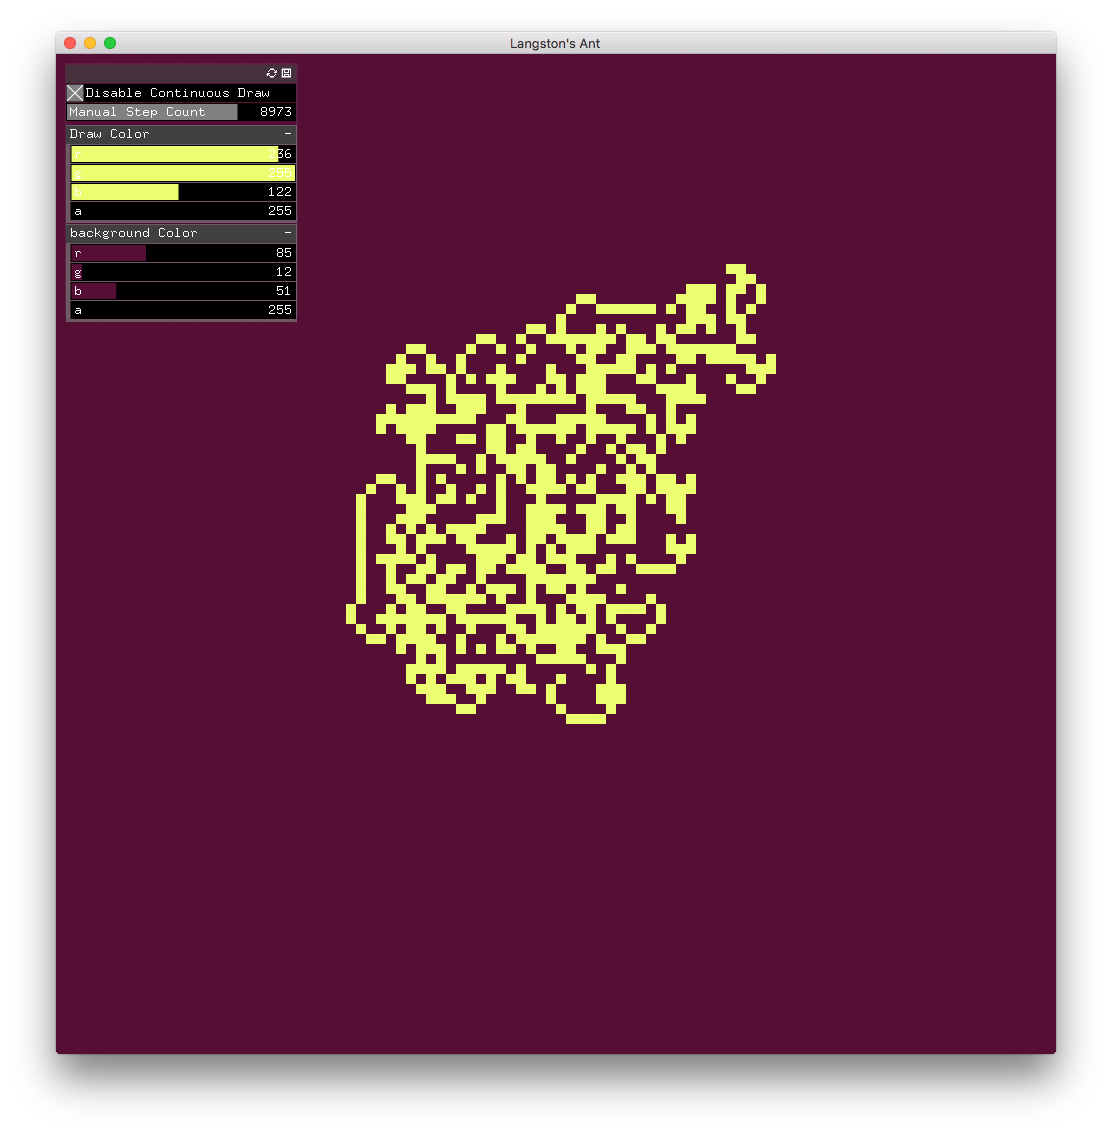 Langston's Ant
Disable Continuous Draw
Manual Step Count 8973
Draw Color -
r 236
g 255
b 122
a 255
background Color -
r 85
g 12
b 51
a 255